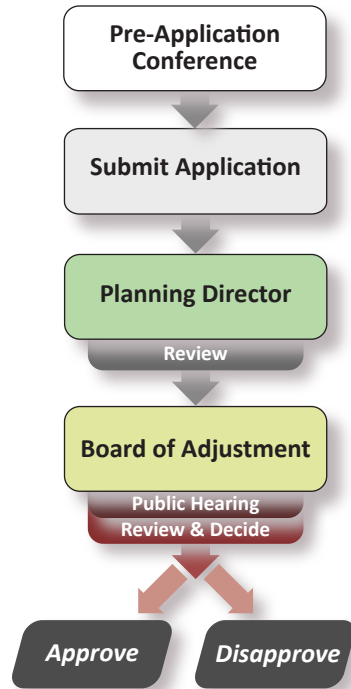 Pre-Application
Conference
Submit Application
Planning Director
Review
Board of Adjustment
Public Hearing
Review & Decide
Approve
Disapprove